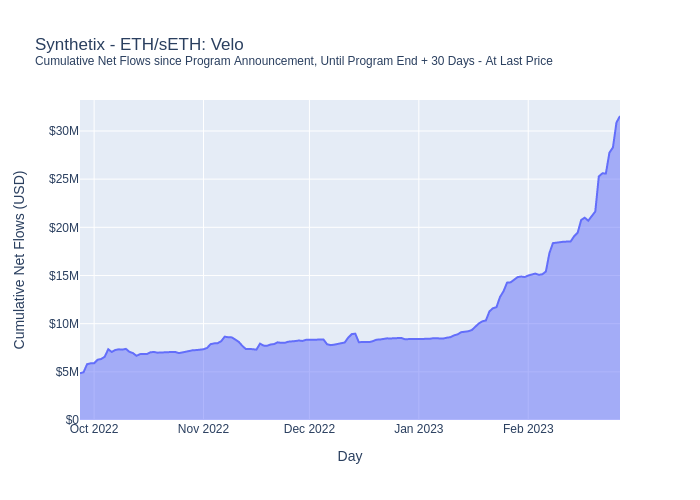 Synthetix - ETH/sETH: Velo
Cumulative Net Flows since Program Announcement, Until Program End + 30 Days - At Last Price
Cumulative Net Flows (USD)
$30M
$25M
$20M
$15M
$10M
$5M
$0
Oct 2022
Nov 2022
Dec 2022
Jan 2023
Feb 2023
Day